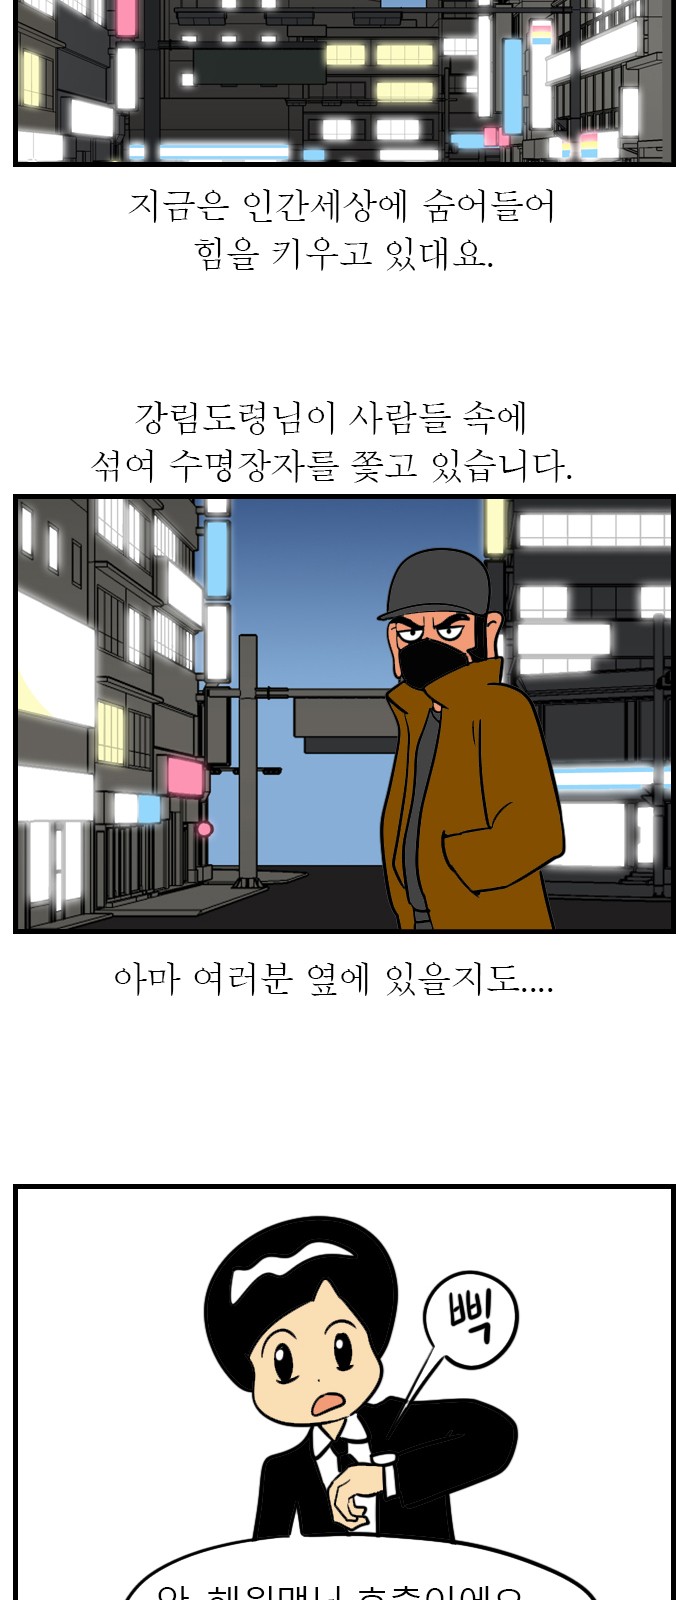 지금은 인간세상에 숨어들어
힘을 키우고 있대요.
강림도령님이 사람들 속에
섞여 수명장자를 쫓고 있습니다.
아마 여러분 옆에 있을지도....
삑